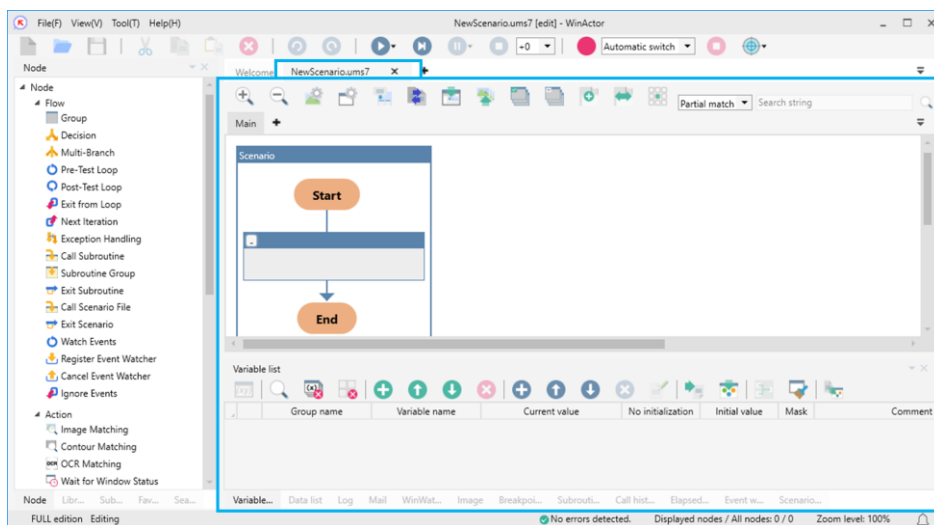 File(F) View(V) Tool(T) Help(H) NewScenario.ums7 [edit] - WinActor
+0 Automatic switch
Node
Welcome NewScenario.ums7
Node
Flow
Group
Decision
Multi-Branch
Pre-Test Loop
Post-Test Loop
Exit from Loop
Next Iteration
Exception Handling
Call Subroutine
Subroutine Group
Exit Subroutine
Call Scenario File
Exit Scenario
Watch Events
Register Event Watcher
Cancel Event Watcher
Ignore Events
Action
Image Matching
Contour Matching
OCR OCR Matching
Wait for Window Status
Node Libr... Sub... Fav... Sea...
Partial match Search string
Main
Scenario
Start
End
Variable list
Group name Variable name Current value No initialization Initial value Mask Comment
Variable... Data list Log Mail WinWat... Image Breakpoi... Subrouti... Call hist... Elapsed... Event w... Scenario...
FULL edition Editing No errors detected. Displayed nodes / All nodes: 0 / 0 Zoom level: 100%